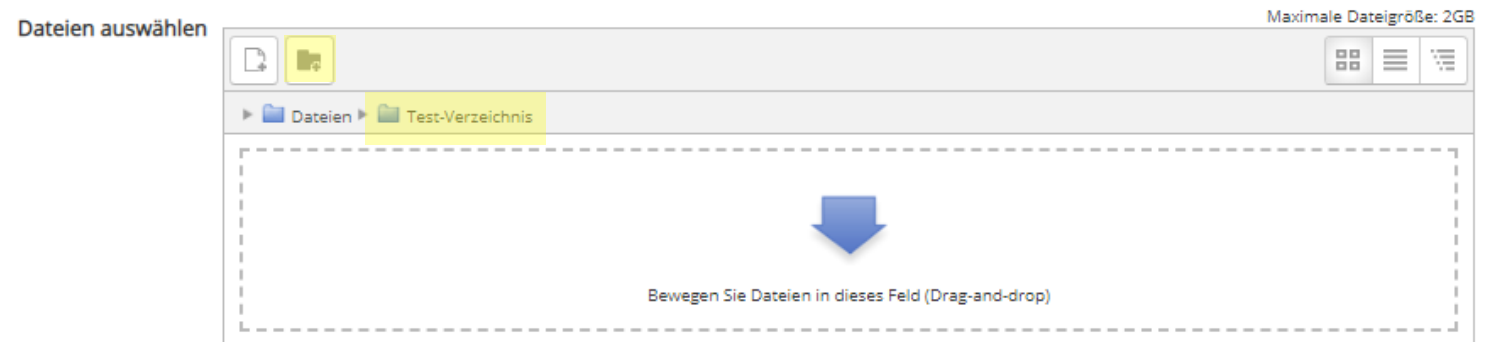 Maximale Dateigröße: 2GB
Dateien auswählen
Dateien Test-Verzeichnis
Bewegen Sie Dateien in dieses Feld (Drag-and-drop)